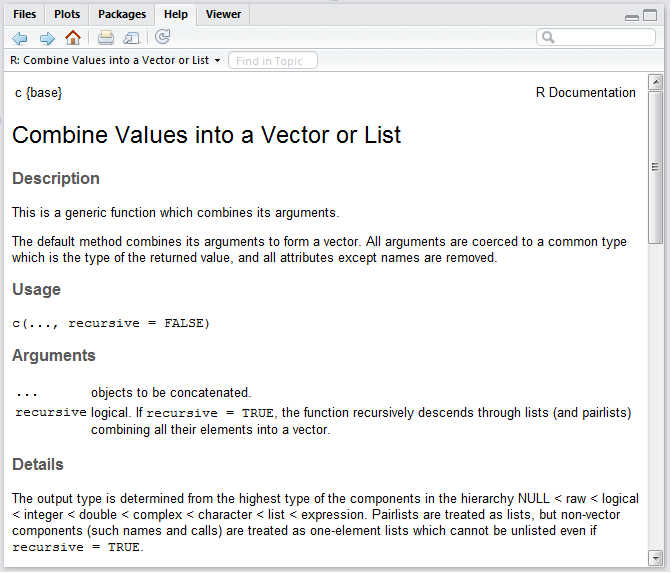 Files Plots Packages Help Viewer
R: Combine Values into a Vector or List Find in Topic
c {base} R Documentation
Combine Values into a Vector or List
Description
This is a generic function which combines its arguments.
The default method combines its arguments to form a vector. All arguments are coerced to a common type
which is the type of the returned value, and all attributes except names are removed.
Usage
c(..., recursive = FALSE)
Arguments
... objects to be concatenated.
recursive logical. If recursive = TRUE, the function recursively descends through lists (and pairlists)
combining all their elements into a vector.
Details
The output type is determined from the highest type of the components in the hierarchy NULL < raw < logical
< integer < double < complex < character < list < expression. Pairlists are treated as lists, but non-vector
components (such names and calls) are treated as one-element lists which cannot be unlisted even if
recursive = TRUE.